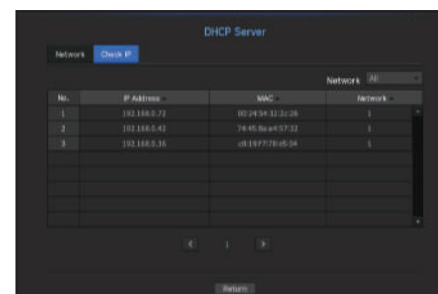 DHCP Server
Network Check IP
Network All
No. IP Address MAC Network
1 192.168.0.72 1
2 192.168.0.42 1
3 192.168.0.36 1
1
Return